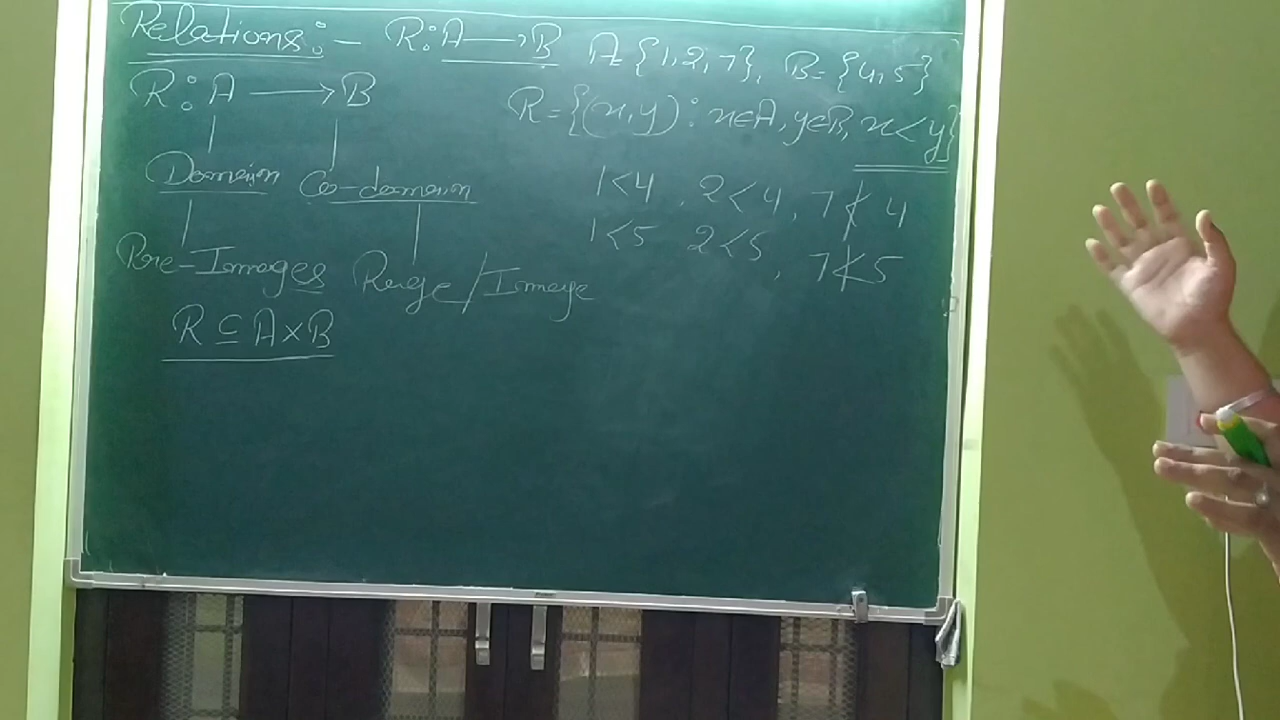 Relations:- R:A⟶B A={1,2,7}, B={4,5}
R:A⟶B
R={(x,y): x∈A, y∈B, x<y}
Domain Co-domain
1<4, 2<4, 7≮4
1<5 2<5, 7≮5
Pre-Images Range/Image
R⊆A×B